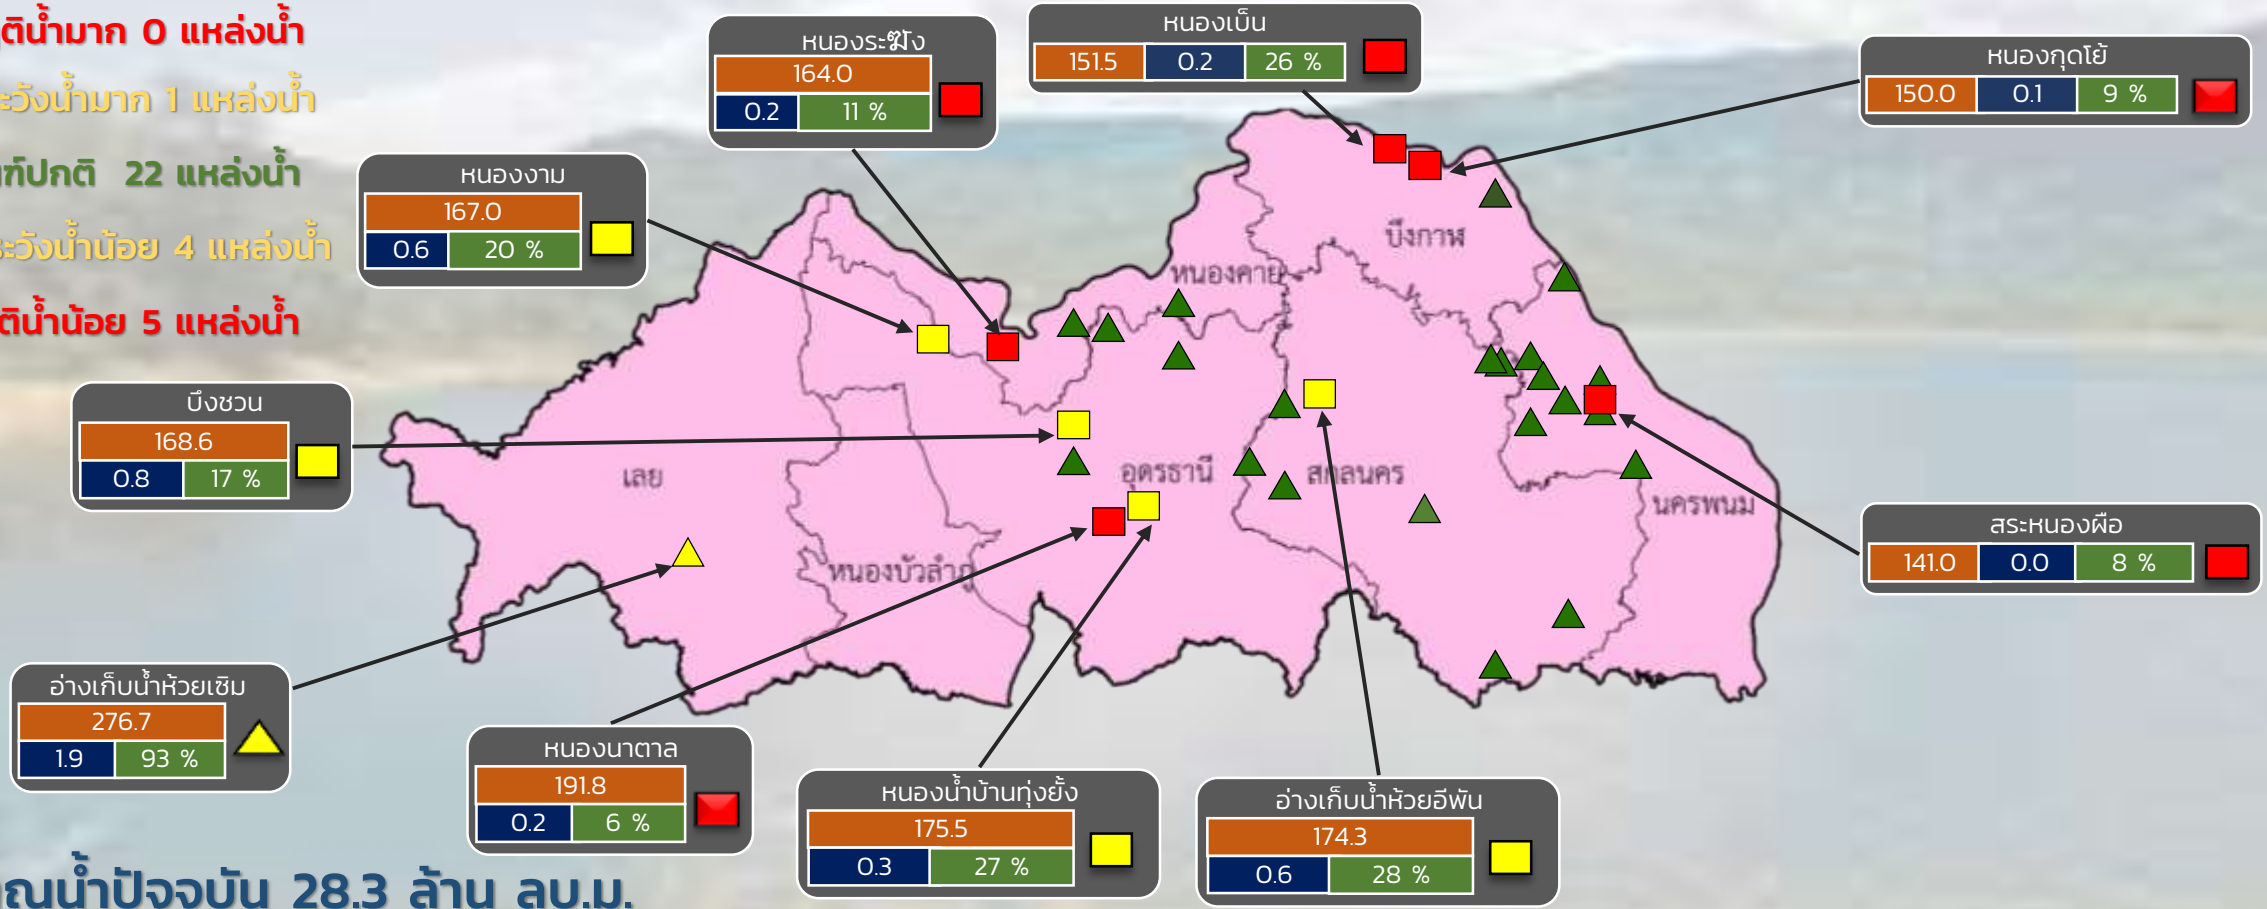 ติน้ำมาก 0 แหล่งน้ำ
ะวังน้ำมาก 1 แหล่งน้ำ
ฑ์ปกติ 22 แหล่งน้ำ
ะวังน้ำน้อย 4 แหล่งน้ำ
ติน้ำน้อย 5 แหล่งน้ำ
หนองระฆัง
164.0
0.2 11 %
หนองเบ็น
151.5 0.2 26 %
หนองกุดโย้
150.0 0.1 9 %
หนองงาม
167.0
0.6 20 %
บึงชวน
168.6
0.8 17 %
บึงกาฬ
หนองคาย
เลย
อุดรธานี
สกลนคร
นครพนม
หนองบัวลำภู
สระหนองผือ
141.0 0.0 8 %
อ่างเก็บน้ำห้วยเซิม
276.7
1.9 93 %
หนองนาตาล
191.8
0.2 6 %
หนองน้ำบ้านทุ่งยั้ง
175.5
0.3 27 %
อ่างเก็บน้ำห้วยอีพัน
174.3
0.6 28 %
าณน้ำปัจจุบัน 28.3 ล้าน ลบ.ม.